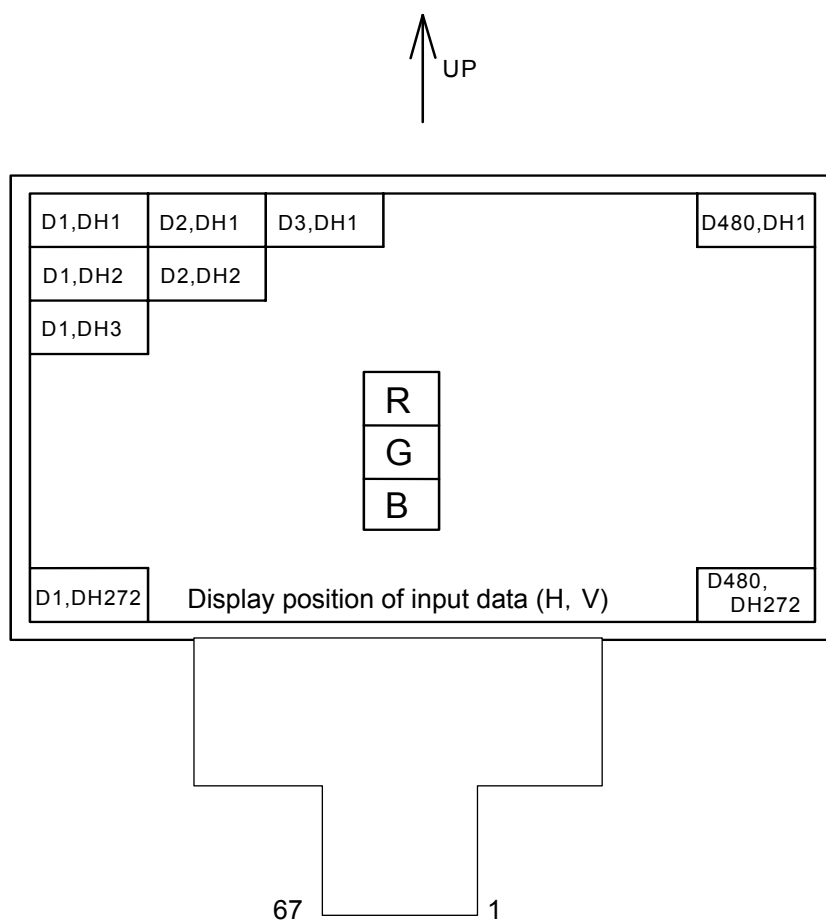 UP
D1,DH1 D2,DH1 D3,DH1 D480,DH1
D1,DH2 D2,DH2
D1,DH3
R
G
B
D1,DH272 Display position of input data (H, V) D480,
DH272
67 1